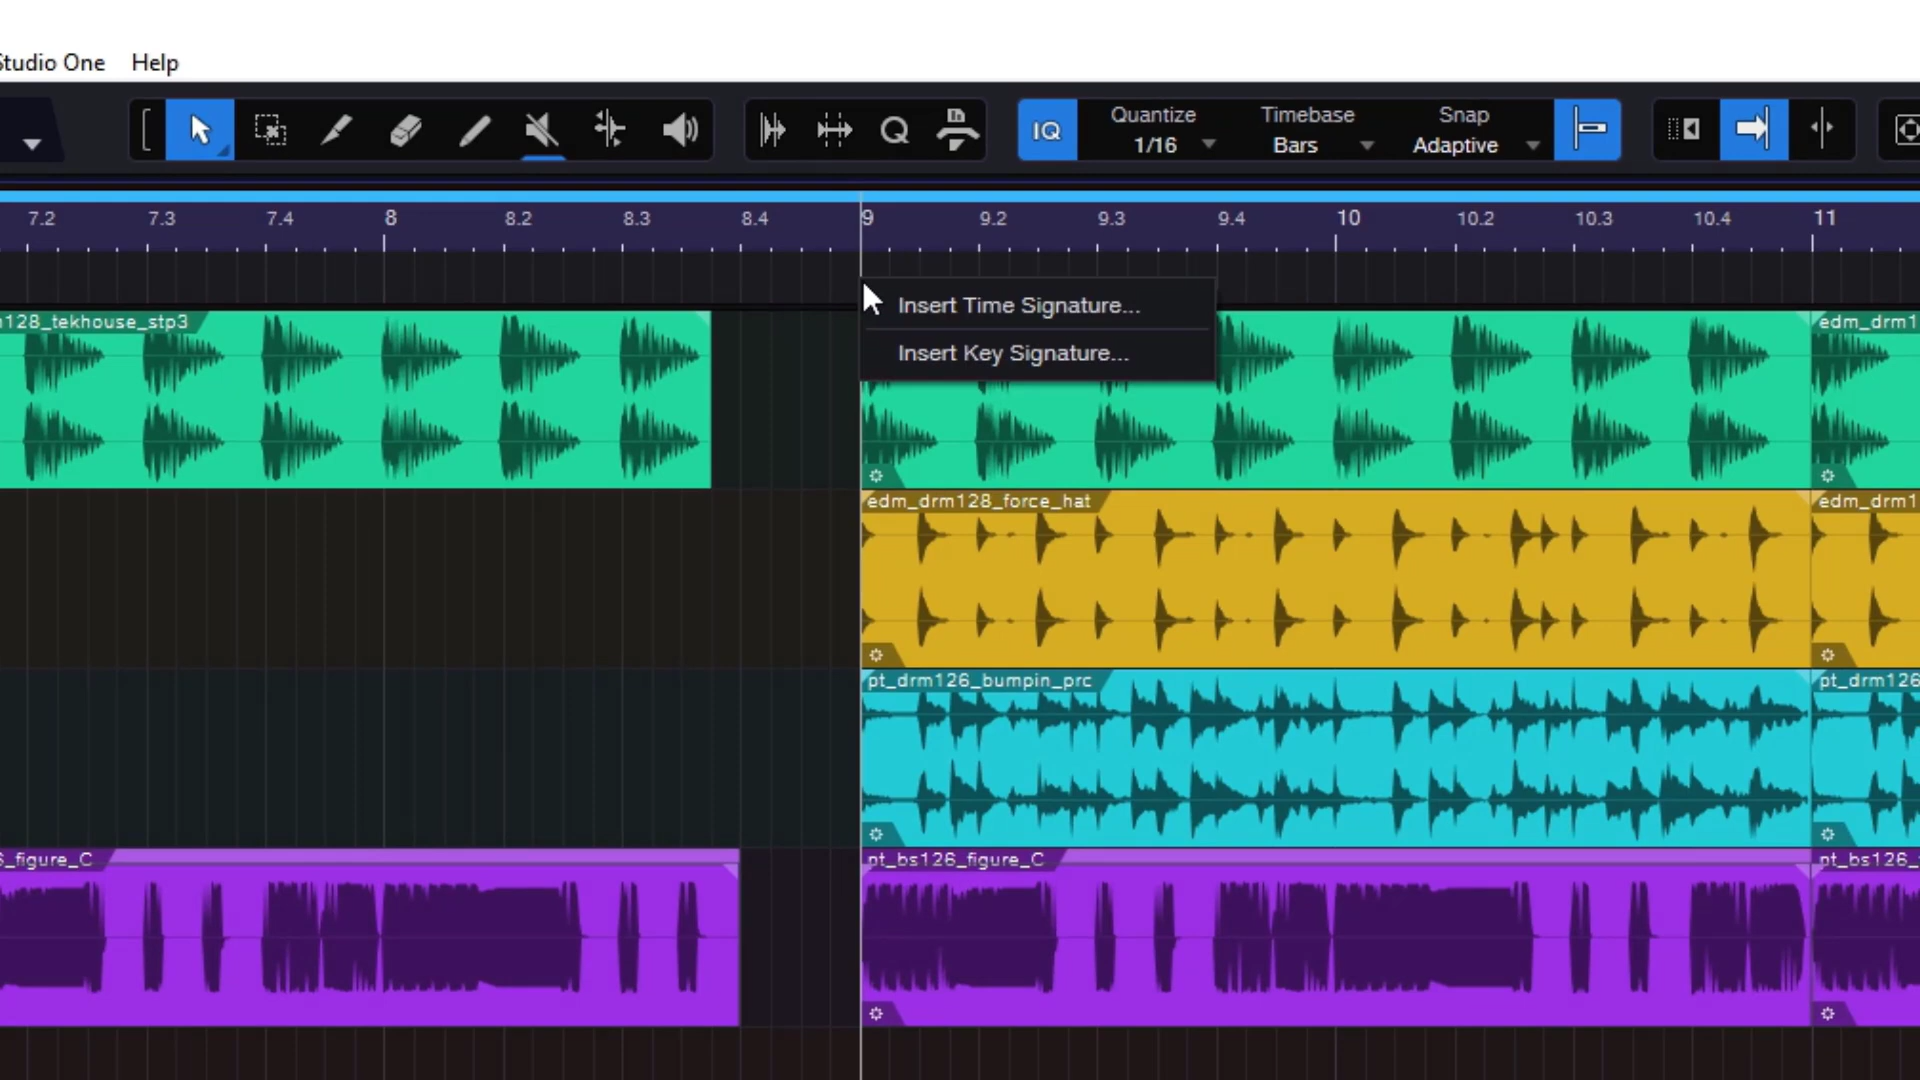 Studio One Help
IQ
Quantize Timebase Snap
1/16 Bars Adaptive
7.2 7.3 7.4 8 8.2 8.3 8.4 9 9.2 9.3 9.4 10 10.2 10.3 10.4 11
Insert Time Signature...
Insert Key Signature...
128_tekhouse_stp3
edm_drm1
edm_drm128_force_hat
edm_drm1
pt_drm126_bumpin_prc
pt_drm126
_figure_C
pt_bs126_figure_C
pt_bs126_